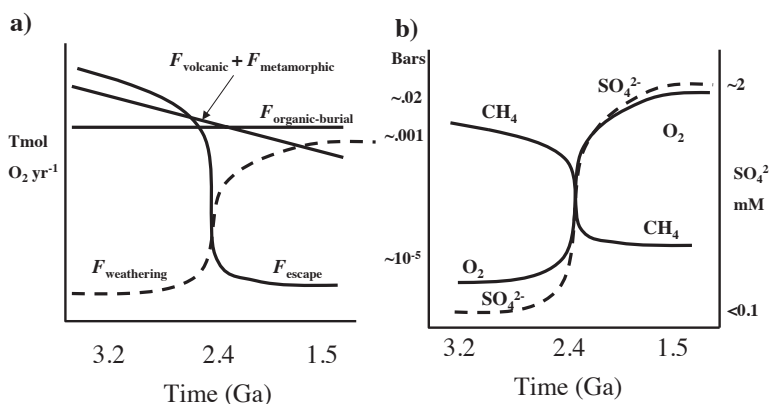 a)
F volcanic + F metamorphic
F organic-burial
Tmol
O₂ yr⁻¹
F weathering
F escape
3.2 2.4 1.5
Time (Ga)
b)
Bars
~.02
~.001
~10⁻⁵
SO₄²⁻
CH₄
O₂
CH₄
O₂
SO₄²⁻
~2
SO₄²
mM
<0.1
3.2 2.4 1.5
Time (Ga)